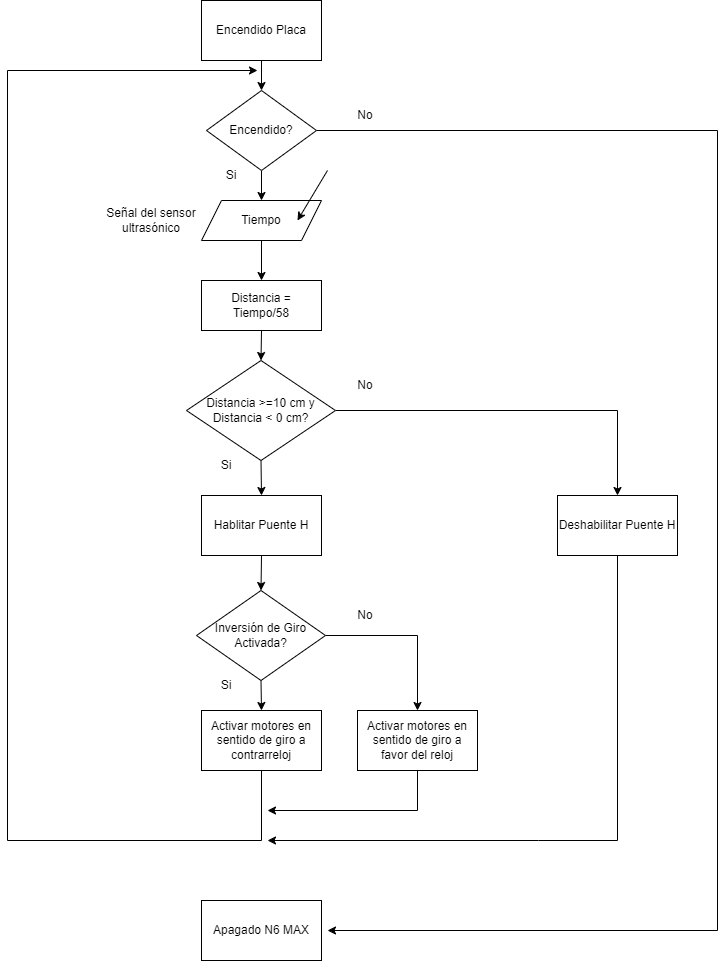 Encendido Placa
No
Encendido?
Si
Señal del sensor
ultrasónico
Tiempo
Distancia =
Tiempo/58
No
Distancia >=10 cm y
Distancia < 0 cm?
Si
Hablitar Puente H
Deshabilitar Puente H
No
Inversión de Giro
Activada?
Si
Activar motores en
sentido de giro a
contrarreloj
Activar motores en
sentido de giro a
favor del reloj
Apagado N6 MAX